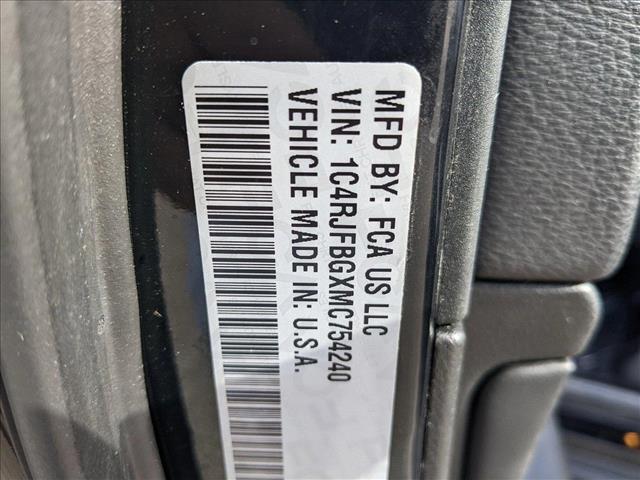 MFD BY: FCA US LLC
VIN: 1C4RJFBGXMC754240
VEHICLE MADE IN: U.S.A.